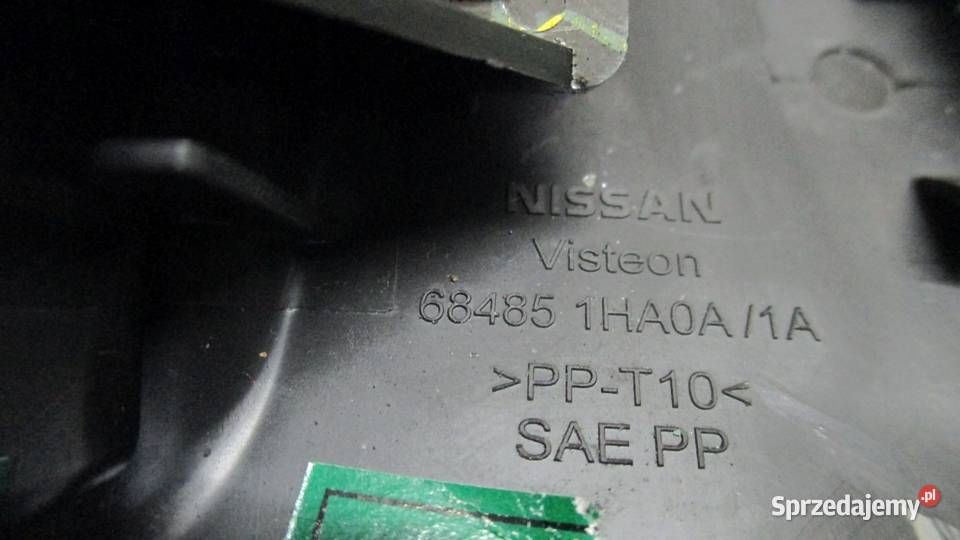 NISSAN
Visteon
68485 1HA0A/1A
>PP-T10<
SAE PP
Sprzedajemy.pl